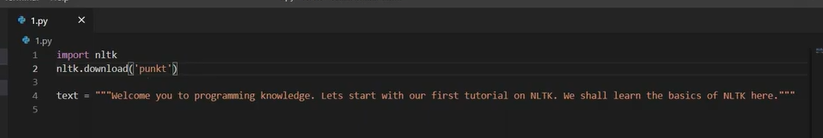 1.py
1.py
1 import nltk
2 nltk.download('punkt')
3
4 text = """Welcome you to programming knowledge. Lets start with our first tutorial on NLTK. We shall learn the basics of NLTK here."""
5